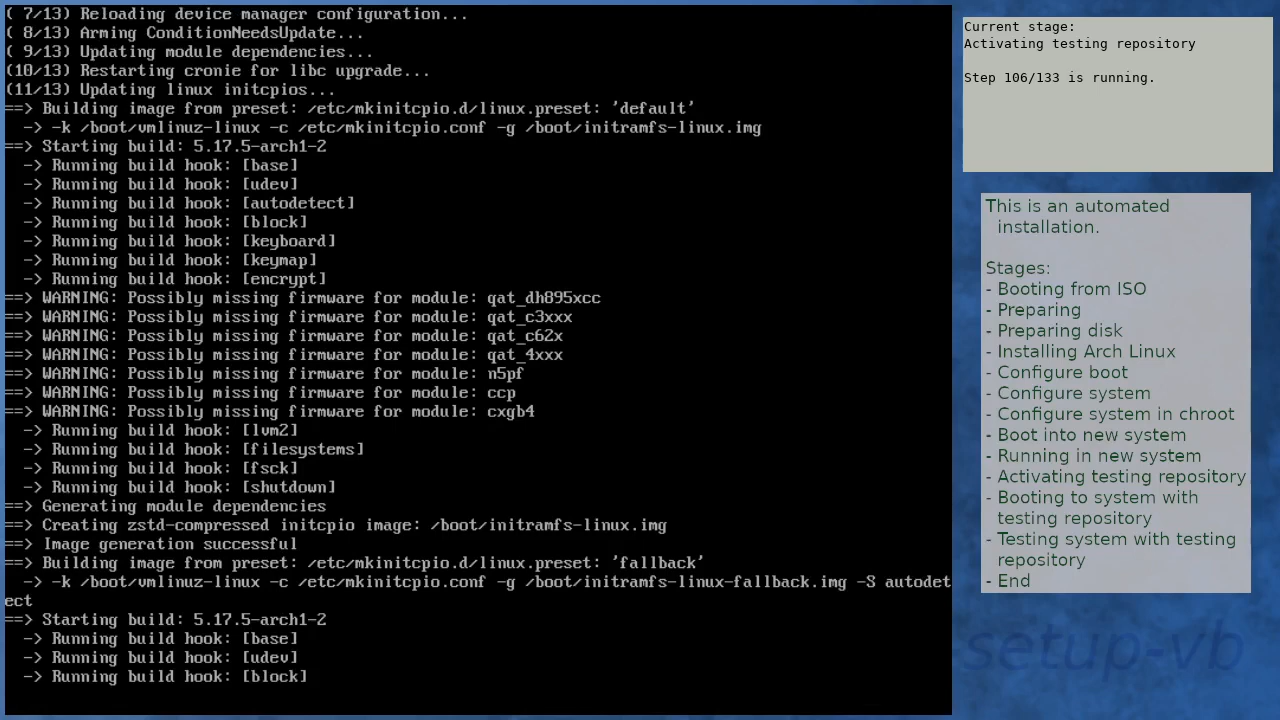 ( 7/13) Reloading device manager configuration...
( 8/13) Arming ConditionNeedsUpdate...
( 9/13) Updating module dependencies...
(10/13) Restarting cronie for libc upgrade...
(11/13) Updating linux initcpios...
==> Building image from preset: /etc/mkinitcpio.d/linux.preset: 'default'
  -> -k /boot/vmlinuz-linux -c /etc/mkinitcpio.conf -g /boot/initramfs-linux.img
==> Starting build: 5.17.5-arch1-2
  -> Running build hook: [base]
  -> Running build hook: [udev]
  -> Running build hook: [autodetect]
  -> Running build hook: [block]
  -> Running build hook: [keyboard]
  -> Running build hook: [keymap]
  -> Running build hook: [encrypt]
==> WARNING: Possibly missing firmware for module: qat_dh895xcc
==> WARNING: Possibly missing firmware for module: qat_c3xxx
==> WARNING: Possibly missing firmware for module: qat_c62x
==> WARNING: Possibly missing firmware for module: qat_4xxx
==> WARNING: Possibly missing firmware for module: n5pf
==> WARNING: Possibly missing firmware for module: ccp
==> WARNING: Possibly missing firmware for module: cxgb4
  -> Running build hook: [lvm2]
  -> Running build hook: [filesystems]
  -> Running build hook: [fsck]
  -> Running build hook: [shutdown]
==> Generating module dependencies
==> Creating zstd-compressed initcpio image: /boot/initramfs-linux.img
==> Image generation successful
==> Building image from preset: /etc/mkinitcpio.d/linux.preset: 'fallback'
  -> -k /boot/vmlinuz-linux -c /etc/mkinitcpio.conf -g /boot/initramfs-linux-fallback.img -S autodet
ect
==> Starting build: 5.17.5-arch1-2
  -> Running build hook: [base]
  -> Running build hook: [udev]
  -> Running build hook: [block]
Current stage:
Activating testing repository
Step 106/133 is running.
This is an automated
installation.
Stages:
- Booting from ISO
- Preparing
- Preparing disk
- Installing Arch Linux
- Configure boot
- Configure system
- Configure system in chroot
- Boot into new system
- Running in new system
- Activating testing repository
- Booting to system with
testing repository
- Testing system with testing
repository
- End
setup-vb